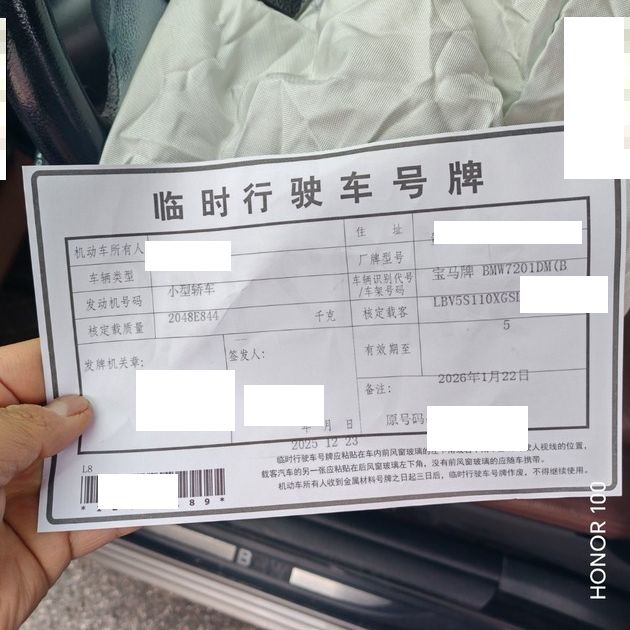 临时行驶车号牌
机动车所有人
住 址
车辆类型
小型轿车
厂牌型号
宝马牌 BMW7201DM(B
发动机号码
2048E844
车辆识别代号
/车架号码
LBV5S110XGS
核定载质量
千克
核定载客
5
发牌机关章:
签发人:
有效期至
2026年1月22日
年 月 日
2025 12 23
备注:
原号码
临时行驶车号牌应粘贴在车内前风窗玻璃的左下角或
人视线的位置,
载客汽车的另一张应粘贴在后风窗玻璃左下角, 没有前风窗玻璃的应随车携带。
机动车所有人收到金属材料号牌之日起三日后, 临时行驶车号牌作废, 不得继续使用。
L8
*
89*
HONOR 100